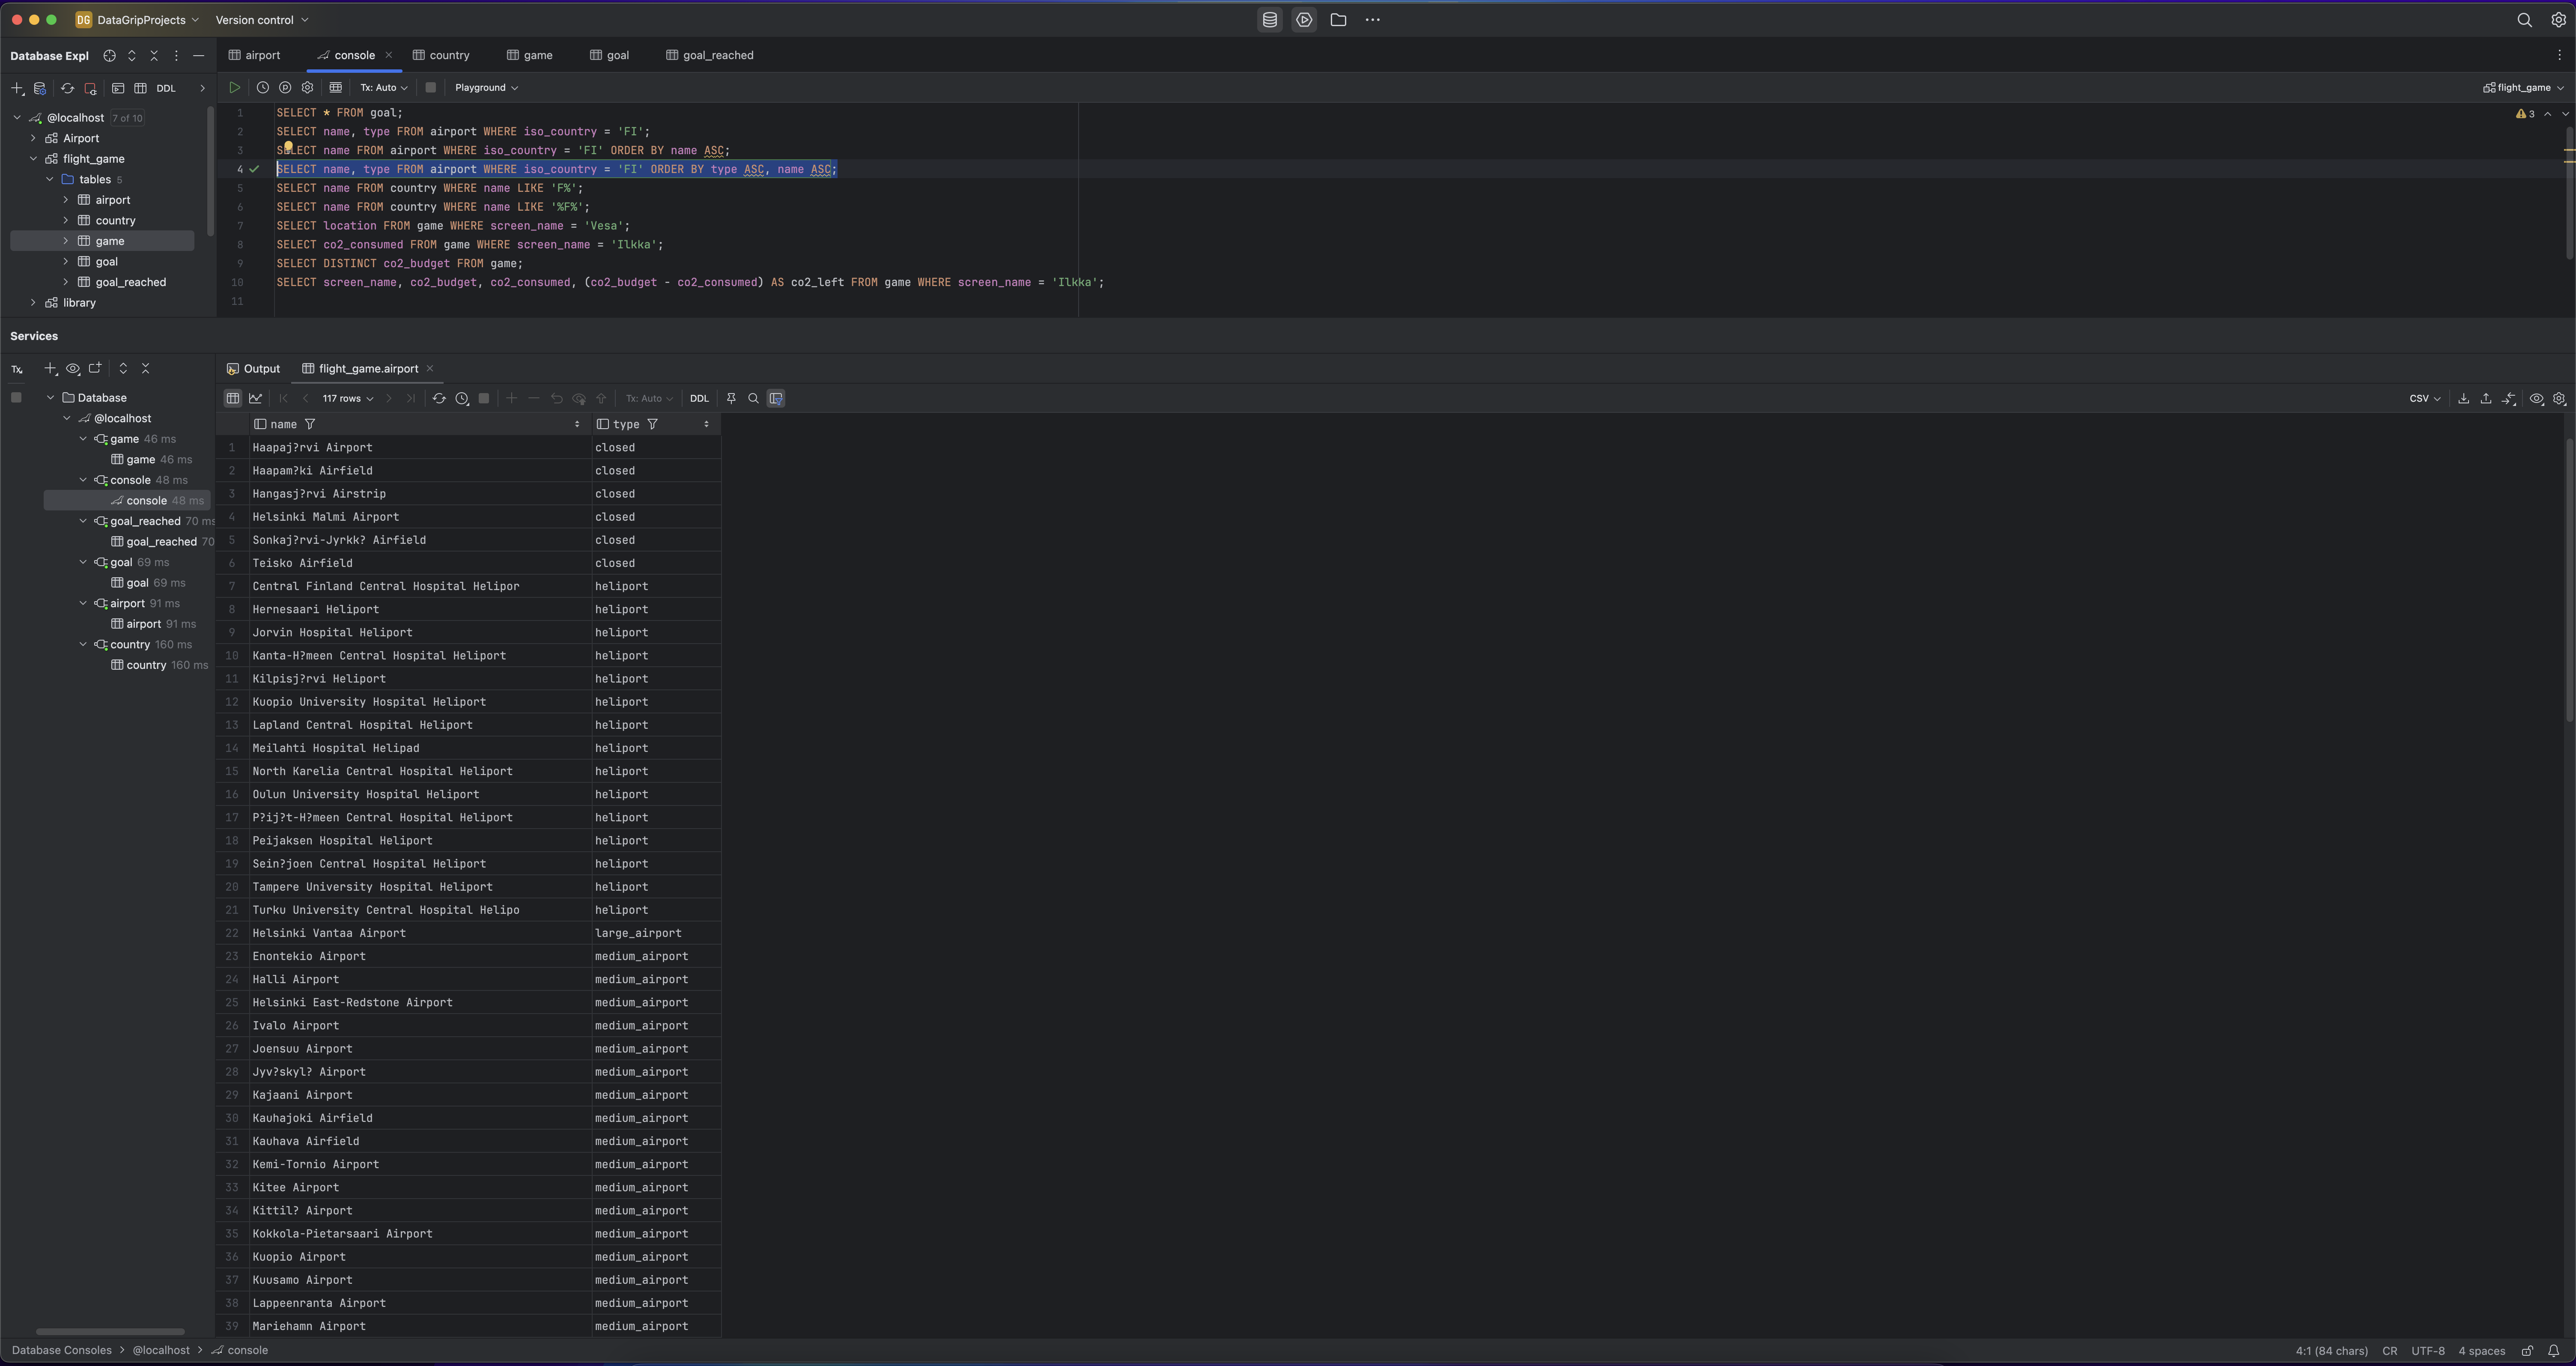 DG DataGripProjects Version control
Database Expl
airport console country game goal goal_reached
DDL
Tx: Auto Playground flight_game
@localhost 7 of 10
Airport
flight_game
tables 5
airport
country
game
goal
goal_reached
library
1 SELECT * FROM goal;
2 SELECT name, type FROM airport WHERE iso_country = 'FI';
3 SELECT name FROM airport WHERE iso_country = 'FI' ORDER BY name ASC;
4 SELECT name, type FROM airport WHERE iso_country = 'FI' ORDER BY type ASC, name ASC;
5 SELECT name FROM country WHERE name LIKE 'F%';
6 SELECT name FROM country WHERE name LIKE '%F%';
7 SELECT location FROM game WHERE screen_name = 'Vesa';
8 SELECT co2_consumed FROM game WHERE screen_name = 'Ilkka';
9 SELECT DISTINCT co2_budget FROM game;
10 SELECT screen_name, co2_budget, co2_consumed, (co2_budget - co2_consumed) AS co2_left FROM game WHERE screen_name = 'Ilkka';
11
3
Services
Tx
Database
@localhost
game 46 ms
game 46 ms
console 48 ms
console 48 ms
goal_reached 70 ms
goal_reached 70
goal 69 ms
goal 69 ms
airport 91 ms
airport 91 ms
country 160 ms
country 160 ms
Output flight_game.airport
117 rows Tx: Auto DDL CSV
name type
1 Haapaj?rvi Airport closed
2 Haapam?ki Airfield closed
3 Hangasj?rvi Airstrip closed
4 Helsinki Malmi Airport closed
5 Sonkaj?rvi-Jyrkk? Airfield closed
6 Teisko Airfield closed
7 Central Finland Central Hospital Helipor heliport
8 Hernesaari Heliport heliport
9 Jorvin Hospital Heliport heliport
10 Kanta-H?meen Central Hospital Heliport heliport
11 Kilpisj?rvi Heliport heliport
12 Kuopio University Hospital Heliport heliport
13 Lapland Central Hospital Heliport heliport
14 Meilahti Hospital Helipad heliport
15 North Karelia Central Hospital Heliport heliport
16 Oulun University Hospital Heliport heliport
17 P?ij?t-H?meen Central Hospital Heliport heliport
18 Peijaksen Hospital Heliport heliport
19 Sein?joen Central Hospital Heliport heliport
20 Tampere University Hospital Heliport heliport
21 Turku University Central Hospital Helipo heliport
22 Helsinki Vantaa Airport large_airport
23 Enontekio Airport medium_airport
24 Halli Airport medium_airport
25 Helsinki East-Redstone Airport medium_airport
26 Ivalo Airport medium_airport
27 Joensuu Airport medium_airport
28 Jyv?skyl? Airport medium_airport
29 Kajaani Airport medium_airport
30 Kauhajoki Airfield medium_airport
31 Kauhava Airfield medium_airport
32 Kemi-Tornio Airport medium_airport
33 Kitee Airport medium_airport
34 Kittil? Airport medium_airport
35 Kokkola-Pietarsaari Airport medium_airport
36 Kuopio Airport medium_airport
37 Kuusamo Airport medium_airport
38 Lappeenranta Airport medium_airport
39 Mariehamn Airport medium_airport
Database Consoles > @localhost > console
4:1 (84 chars) CR UTF-8 4 spaces